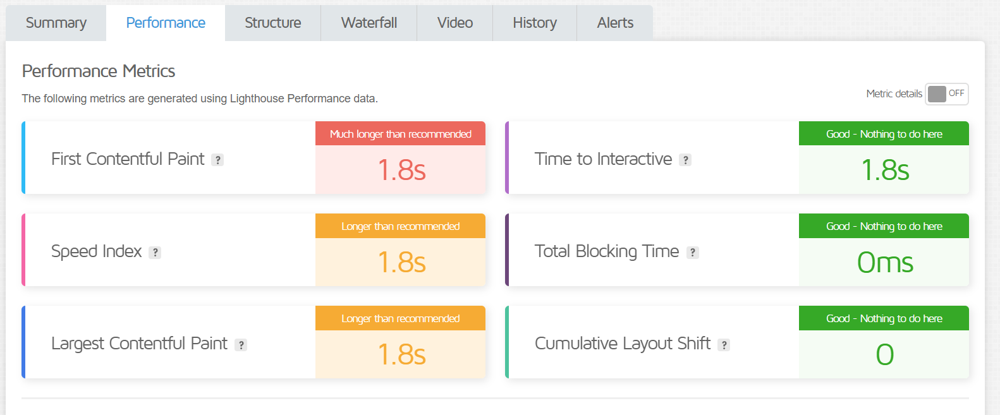 Summary Performance Structure Waterfall Video History Alerts
Performance Metrics
The following metrics are generated using Lighthouse Performance data.
Metric details OFF
Much longer than recommended
First Contentful Paint ?
1.8s
Good - Nothing to do here
Time to Interactive ?
1.8s
Longer than recommended
Speed Index ?
1.8s
Good - Nothing to do here
Total Blocking Time ?
0ms
Longer than recommended
Largest Contentful Paint ?
1.8s
Good - Nothing to do here
Cumulative Layout Shift ?
0